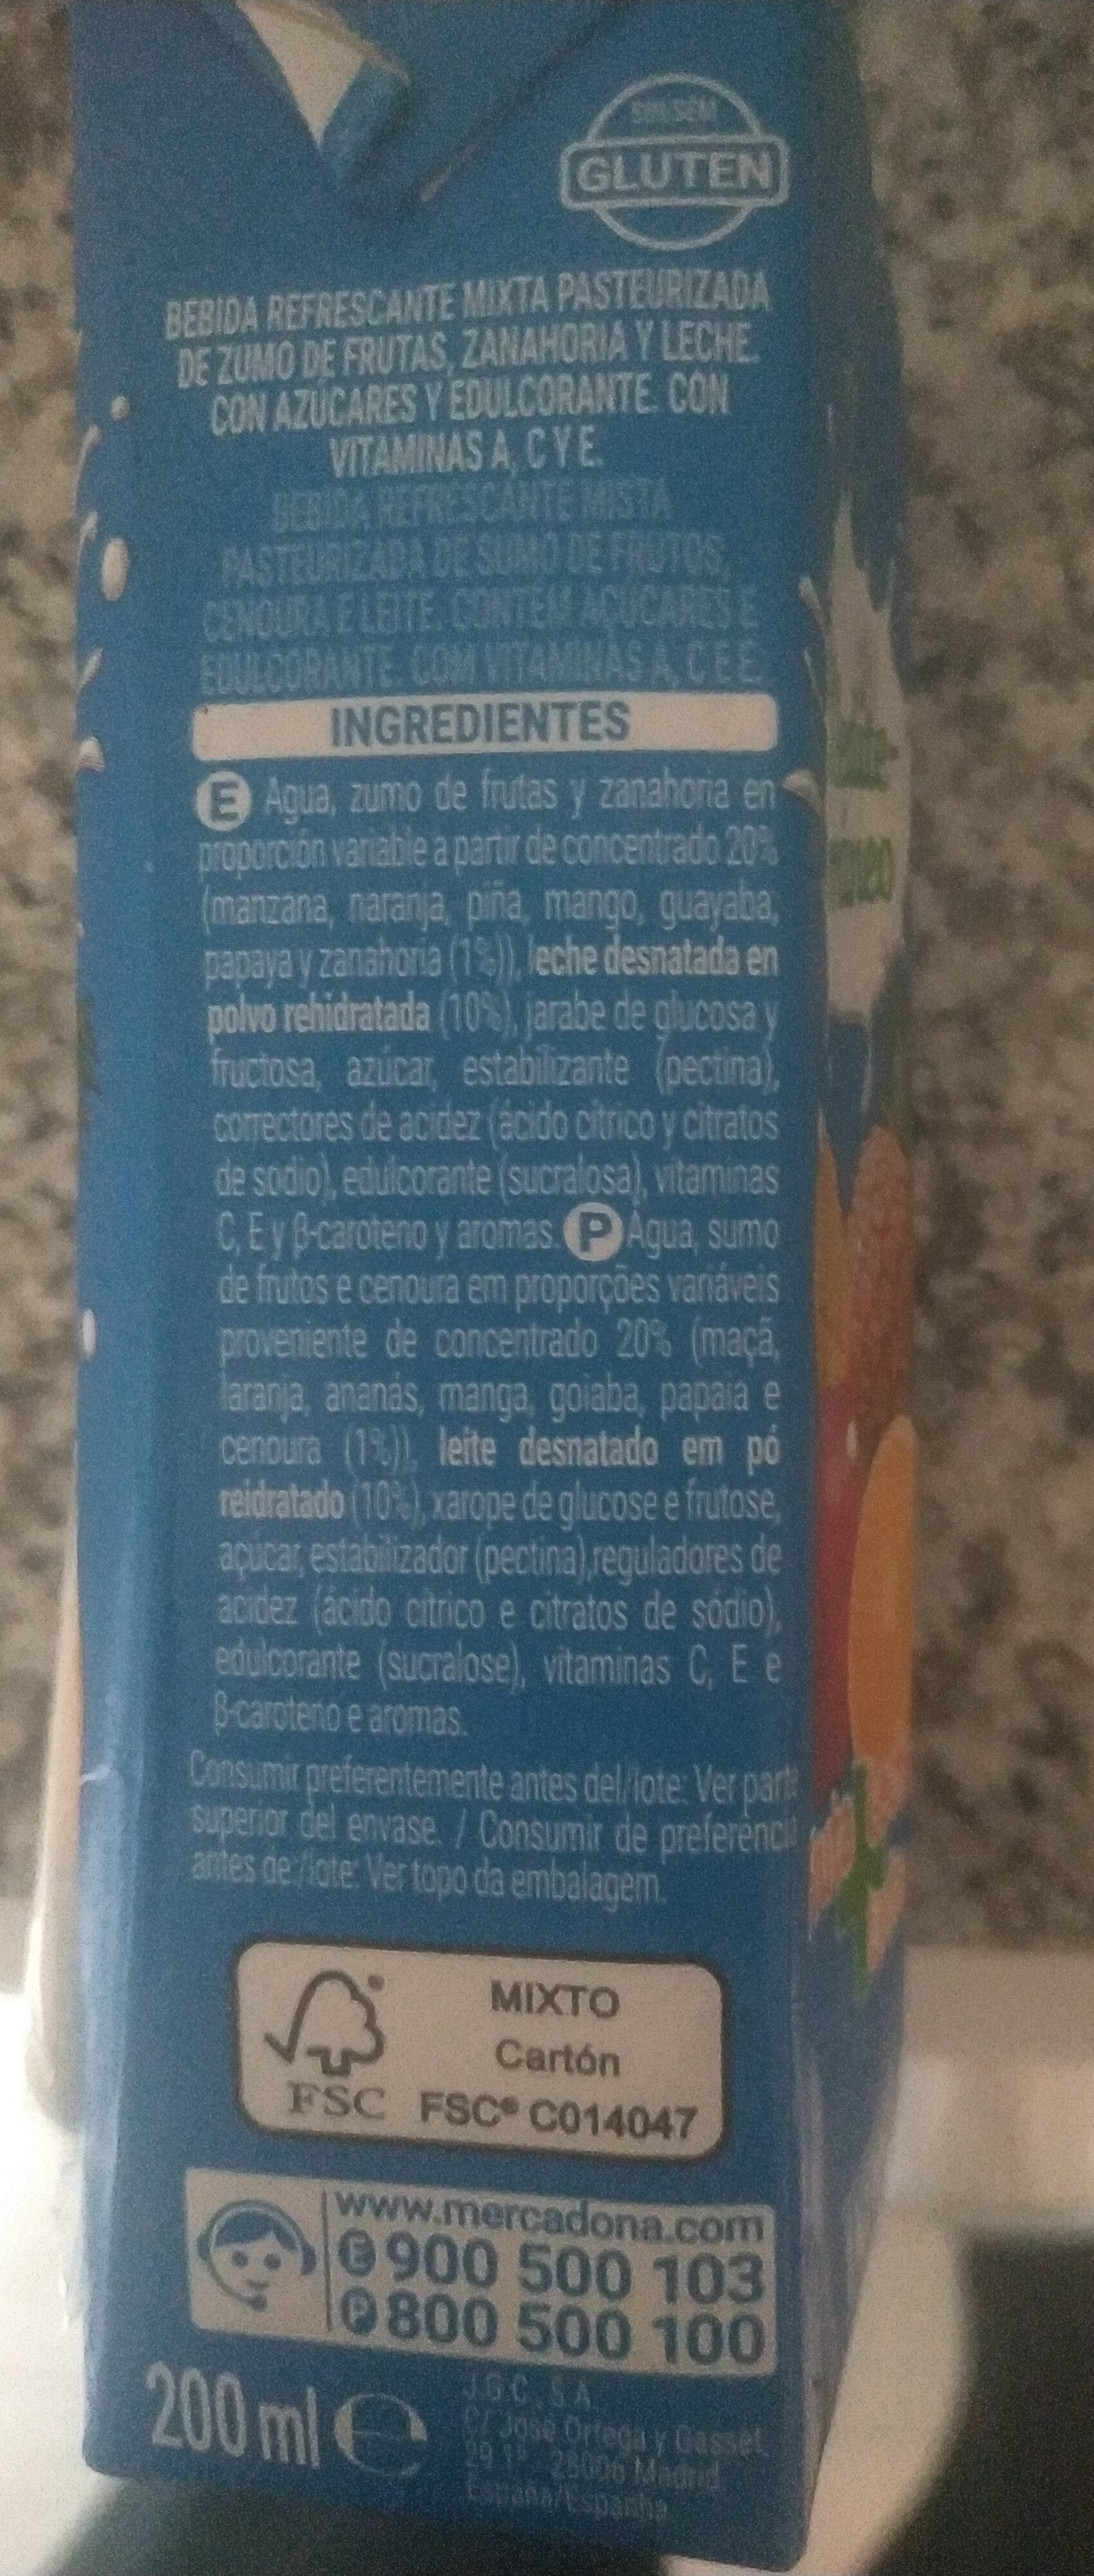 SIN/SEM
GLUTEN
BEBIDA REFRESCANTE MIXTA PASTEURIZADA
DE ZUMO DE FRUTAS, ZANAHORIA Y LECHE.
CON AZÚCARES Y EDULCORANTE. CON
VITAMINAS A, C Y E.
BEBIDA REFRESCANTE MISTA
PASTEURIZADA DE SUMO DE FRUTOS,
CENOURA E LEITE. CONTÉM AÇÚCARES E
EDULCORANTE. COM VITAMINAS A, C E E.
INGREDIENTES
E Agua, zumo de frutas y zanahoria en
proporción variable a partir de concentrado 20%
(manzana, naranja, piña, mango, guayaba,
papaya y zanahoria (1%)), leche desnatada en
polvo rehidratada (10%), jarabe de glucosa y
fructosa, azúcar, estabilizante (pectina),
correctores de acidez (ácido cítrico y citratos
de sodio), edulcorante (sucralosa), vitaminas
C, E y β-caroteno y aromas. P Água, sumo
de frutos e cenoura em proporções variáveis
proveniente de concentrado 20% (maçã,
laranja, ananás, manga, goiaba, papaia e
cenoura (1%)), leite desnatado em pó
reidratado (10%), xarope de glucose e frutose,
açúcar, estabilizador (pectina),reguladores de
acidez (ácido cítrico e citratos de sódio),
edulcorante (sucralose), vitaminas C, E e
β-caroteno e aromas.
Consumir preferentemente antes del/lote: Ver parte
superior del envase. / Consumir de preferência
antes de/lote: Ver topo da embalagem.
MIXTO
Cartón
FSC FSC® C014047
www.mercadona.com
E 900 500 103
P 800 500 100
200 ml e
J.G.C., S.A.
C/ José Ortega y Gasset,
29 1º 28006 Madrid
España/Espanha